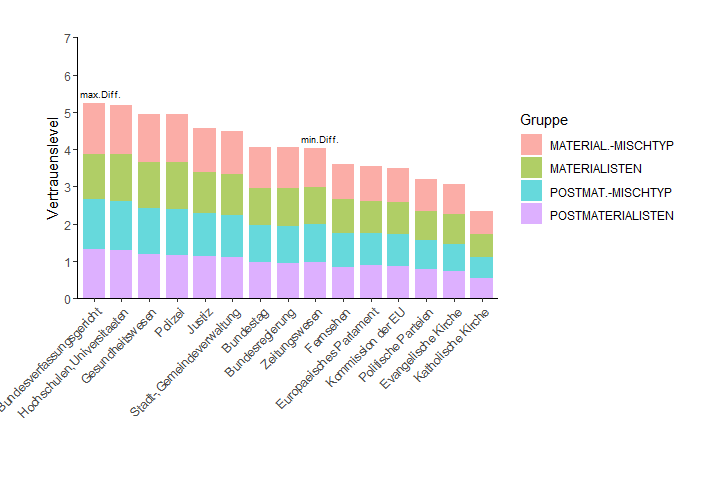 7
6
5
4
3
2
1
0
Vertrauenslevel
max.Diff.
min.Diff.
Bundesverfassungsgericht
Hochschulen,Universitaeten
Gesundheitswesen
Polizei
Justiz
Stadt-,Gemeindeverwaltung
Bundestag
Bundesregierung
Zeitungswesen
Fernsehen
Europaeisches Parlament
Kommission der EU
Politische Parteien
Evangelische Kirche
Katholische Kirche
Gruppe
MATERIAL.-MISCHTYP
MATERIALISTEN
POSTMAT.-MISCHTYP
POSTMATERIALISTEN